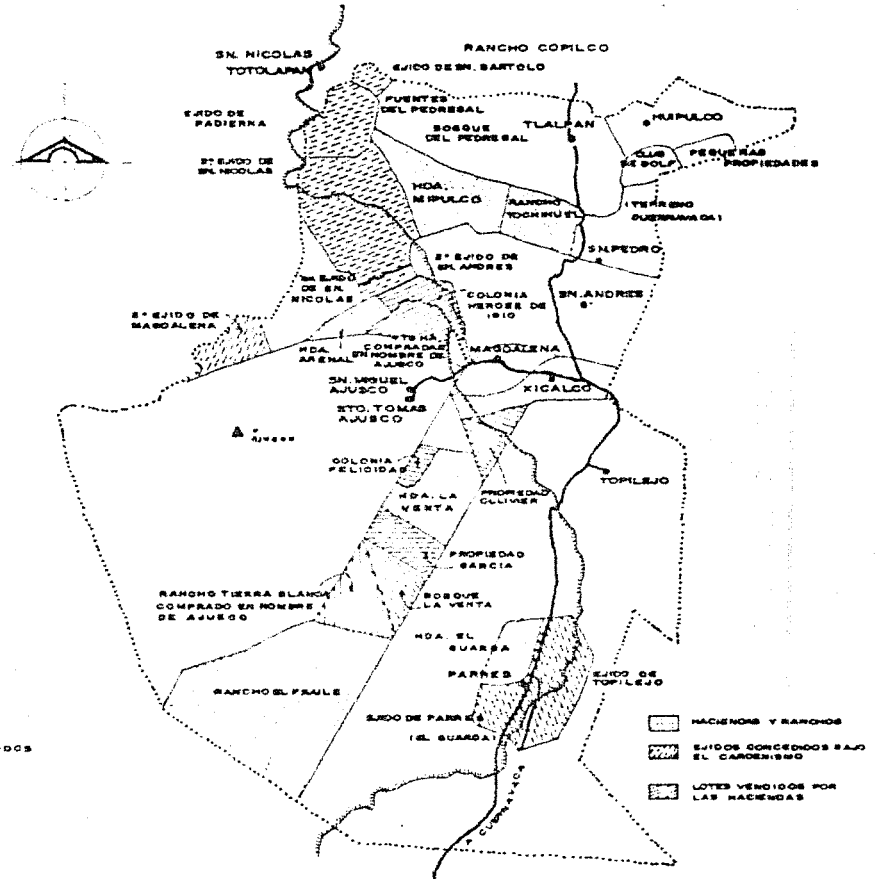 SN. NICOLAS
TOTOLAPAN
RANCHO COPILCO
EJIDO DE SN. BARTOLO
EJIDO DE
PADIERNA
FUENTES
DEL PEDREGAL
BOSQUE
DEL PEDREGAL
TLALPAN
HUIPULCO
2º EJIDO DE
SN. NICOLAS
CLUB
DE GOLF
PEQUEÑAS
PROPIEDADES
HDA.
MIPULCO
RANCHO
TOCHIHUEL
(TERRENO
SN. PEDRO
2º EJIDO DE
SN. ANDRES
EJIDO
DE SN.
NICOLAS
COLONIA
HEROES DE
1910
SN. ANDRES
2º EJIDO DE
MAGDALENA
HDA.
ARENAL
HA.
COMPRADAS
EN NOMBRE DE
AJUSCO
MAGDALENA
SN. MIGUEL
AJUSCO
XICALCO
STO. TOMAS
AJUSCO
COLONIA
FELICIDAD
HDA. LA
VENTA
PROPIEDAD
OLLIVIER
TOPILEJO
PROPIEDAD
GARCIA
RANCHO TIERRA BLANCA
COMPRADO EN NOMBRE
DE AJUSCO
BOSQUE
LA VENTA
HDA. EL
GUARDA
PARRES
EJIDO DE
TOPILEJO
RANCHO EL FRAILE
EJIDO DE PARRES
(EL GUARDA)
A CUERNAVACA
DOS
HACIENDAS Y RANCHOS
EJIDOS CONCEDIDOS BAJO
EL CARDENISMO
LOTES VENDIDOS POR
LAS HACIENDAS